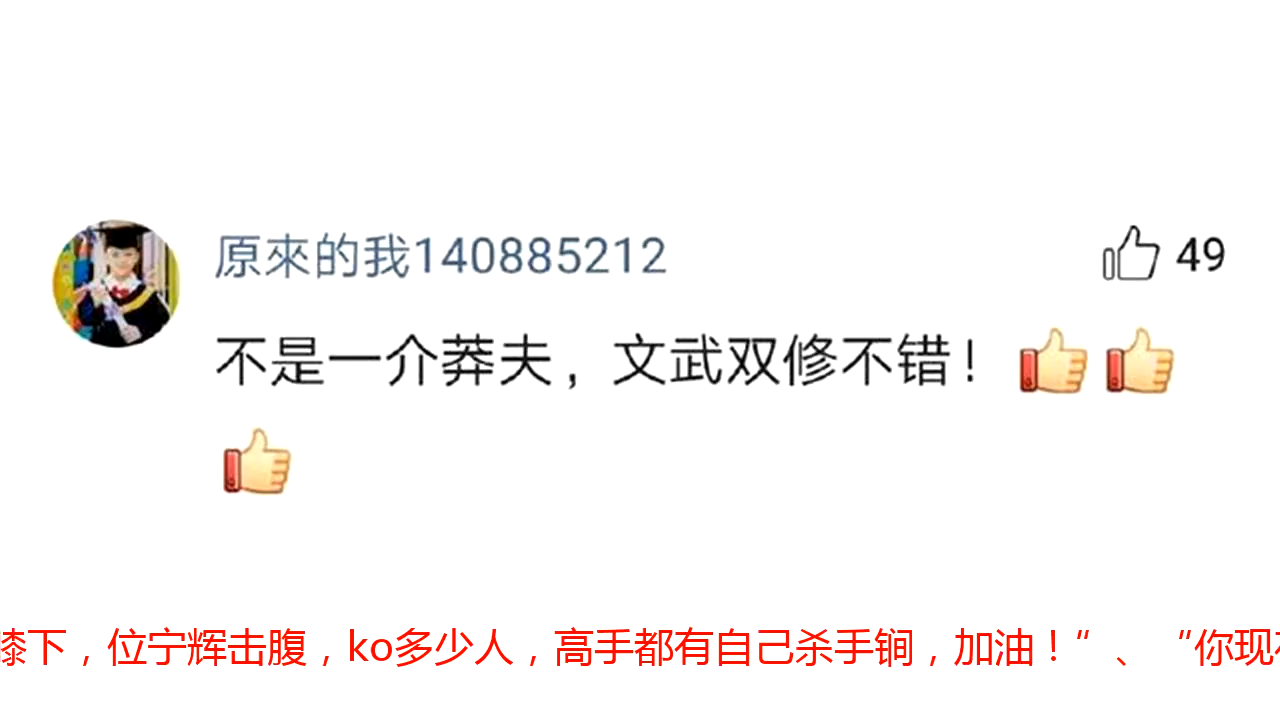 原來的我140885212
49
不是一介莽夫，文武双修不错！
膝下，位宁辉击腹，ko多少人，高手都有自己杀手锏，加油！”、“你现在